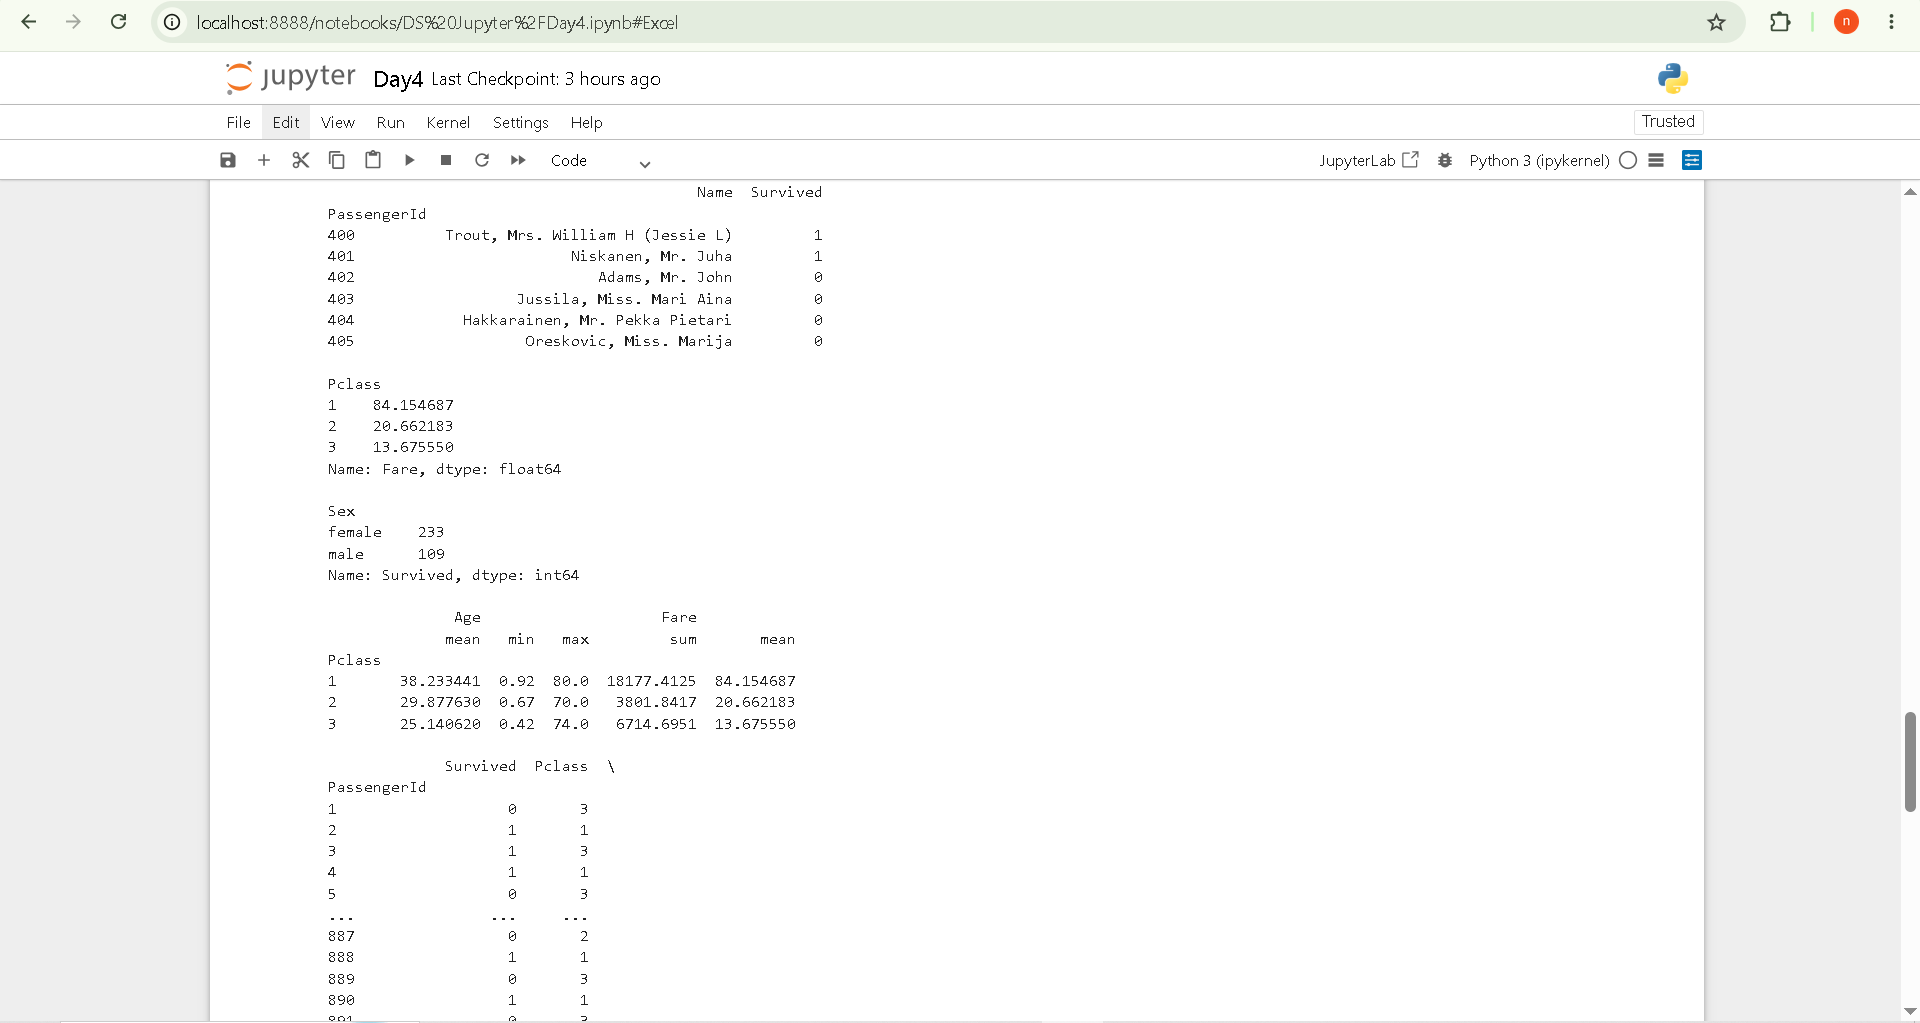 localhost:8888/notebooks/DS%20Jupyter%2FDay4.ipynb#Excel
n
jupyter Day4 Last Checkpoint: 3 hours ago
File Edit View Run Kernel Settings Help
Trusted
Code
JupyterLab
Python 3 (ipykernel)
Name Survived
PassengerId
400 Trout, Mrs. William H (Jessie L) 1
401 Niskanen, Mr. Juha 1
402 Adams, Mr. John 0
403 Jussila, Miss. Mari Aina 0
404 Hakkarainen, Mr. Pekka Pietari 0
405 Oreskovic, Miss. Marija 0
Pclass
1 84.154687
2 20.662183
3 13.675550
Name: Fare, dtype: float64
Sex
female 233
male 109
Name: Survived, dtype: int64
Age Fare
mean min max sum mean
Pclass
1 38.233441 0.92 80.0 18177.4125 84.154687
2 29.877630 0.67 70.0 3801.8417 20.662183
3 25.140620 0.42 74.0 6714.6951 13.675550
Survived Pclass \
PassengerId
1 0 3
2 1 1
3 1 3
4 1 1
5 0 3
... ... ...
887 0 2
888 1 1
889 0 3
890 1 1
891 0 3